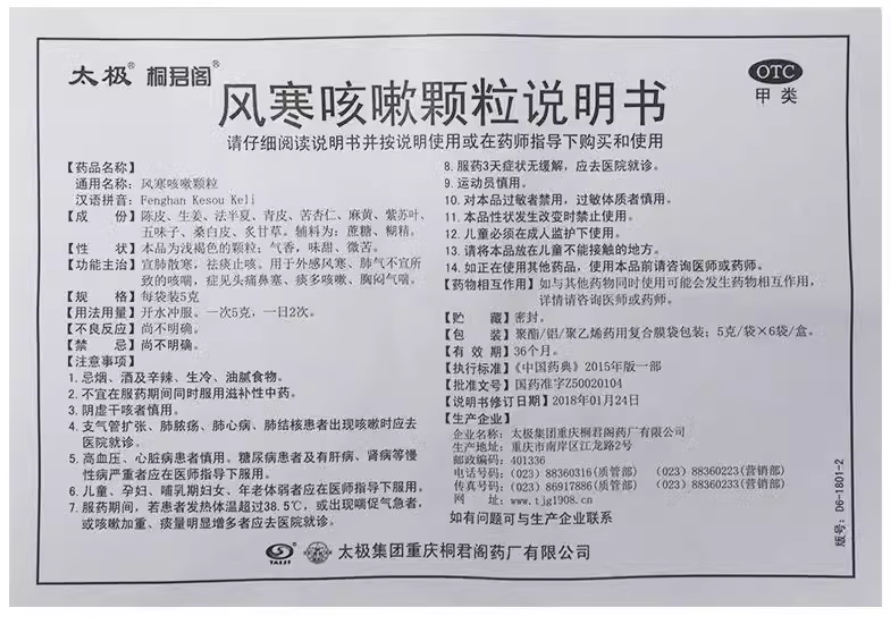 太极® 桐君阁®
OTC
甲类
风寒咳嗽颗粒说明书
请仔细阅读说明书并按说明使用或在药师指导下购买和使用
【药品名称】
通用名称：风寒咳嗽颗粒
汉语拼音：Fenghan Kesou Keli
【成　份】陈皮、生姜、法半夏、青皮、苦杏仁、麻黄、紫苏叶、
五味子、桑白皮、炙甘草。辅料为：蔗糖、糊精。
【性　状】本品为浅褐色的颗粒；气香，味甜、微苦。
【功能主治】宣肺散寒，祛痰止咳。用于外感风寒、肺气不宣所
致的咳喘，症见头痛鼻塞、痰多咳嗽、胸闷气喘。
【规　格】每袋装5克
【用法用量】开水冲服。一次5克，一日2次。
【不良反应】尚不明确。
【禁　忌】尚不明确。
【注意事项】
1. 忌烟、酒及辛辣、生冷、油腻食物。
2. 不宜在服药期间同时服用滋补性中药。
3. 阴虚干咳者慎用。
4. 支气管扩张、肺脓疡、肺心病、肺结核患者出现咳嗽时应去
医院就诊。
5. 高血压、心脏病患者慎用。糖尿病患者及有肝病、肾病等慢
性病严重者应在医师指导下服用。
6. 儿童、孕妇、哺乳期妇女、年老体弱者应在医师指导下服用。
7. 服药期间，若患者发热体温超过38.5℃，或出现喘促气急者，
或咳嗽加重、痰量明显增多者应去医院就诊。
8. 服药3天症状无缓解，应去医院就诊。
9. 运动员慎用。
10. 对本品过敏者禁用，过敏体质者慎用。
11. 本品性状发生改变时禁止使用。
12. 儿童必须在成人监护下使用。
13. 请将本品放在儿童不能接触的地方。
14. 如正在使用其他药品，使用本品前请咨询医师或药师。
【药物相互作用】如与其他药物同时使用可能会发生药物相互作用，
详情请咨询医师或药师。
【贮　藏】密封。
【包　装】聚酯/铝/聚乙烯药用复合膜袋包装；5克/袋×6袋/盒。
【有 效 期】36个月。
【执行标准】《中国药典》2015年版一部
【批准文号】国药准字Z50020104
【说明书修订日期】2018年01月24日
【生产企业】
企业名称：太极集团重庆桐君阁药厂有限公司
生产地址：重庆市南岸区江龙路2号
邮政编码：401336
电话号码：(023) 88360316(质管部)　(023) 88360223(营销部)
传真号码：(023) 86917886(质管部)　(023) 88360233(营销部)
网　址：www.tjg1908.cn
如有问题可与生产企业联系
版号：D6-1801-2
TAIJI 太极集团重庆桐君阁药厂有限公司